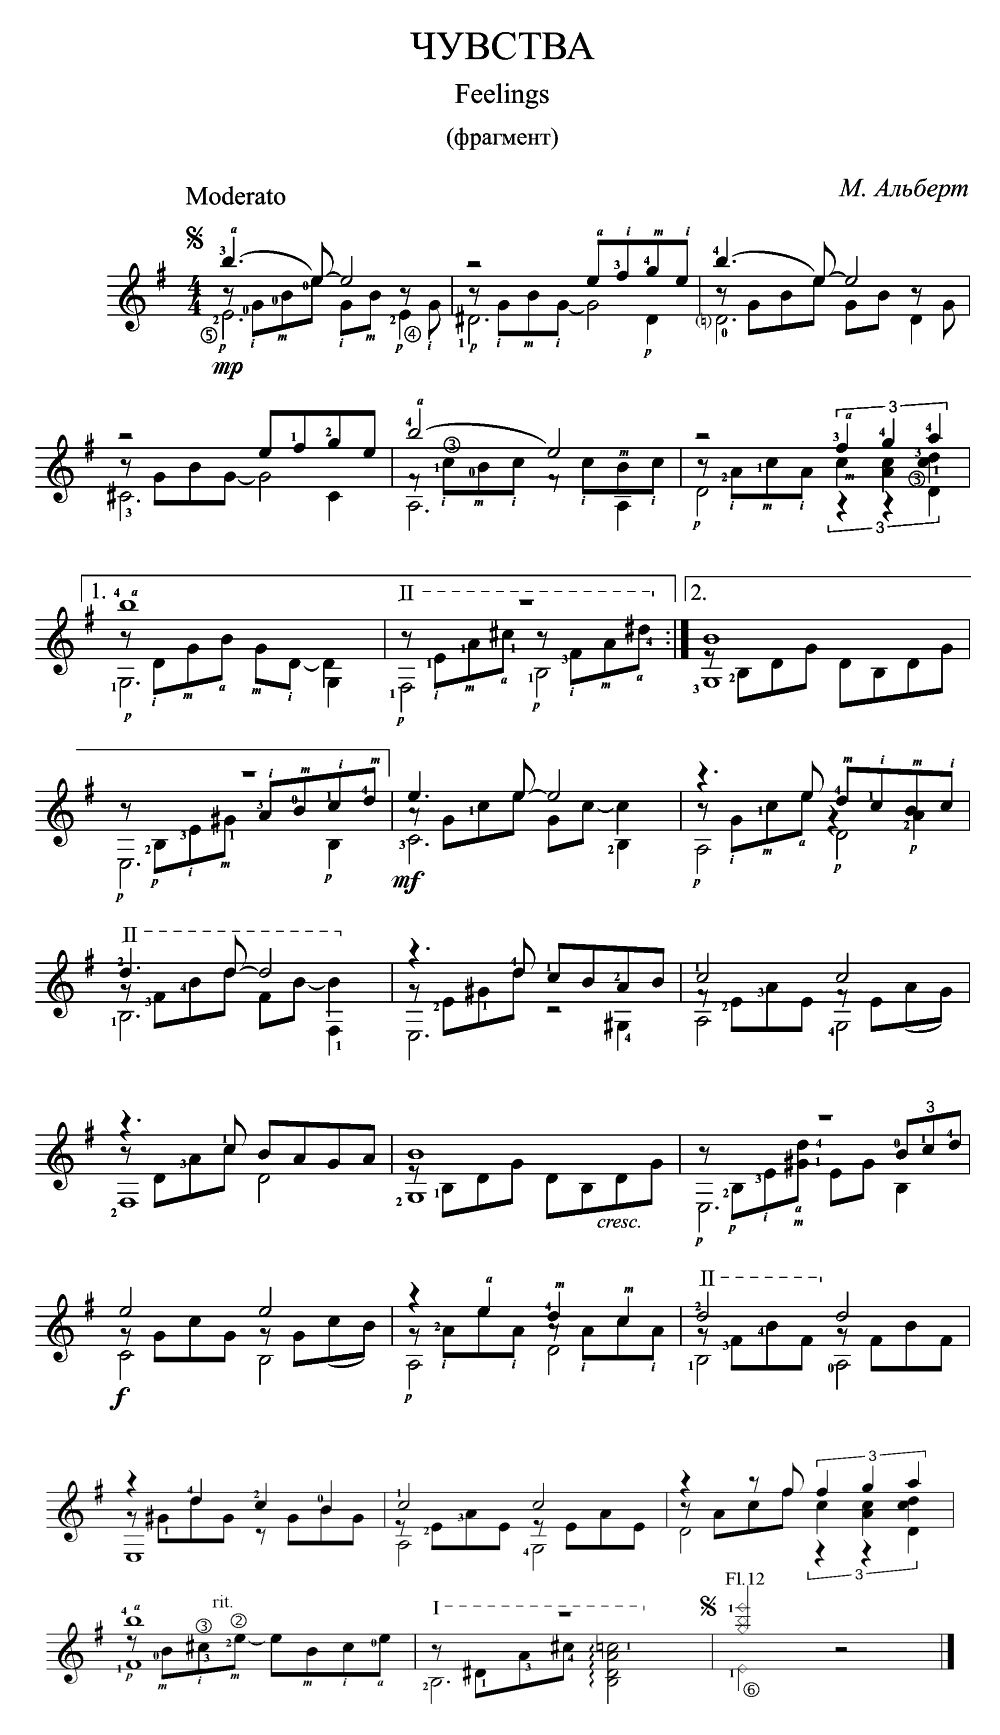 ЧУВСТВА
Feelings
(фрагмент)
М. Альберт
Moderato
mp
1.
II
2.
mf
II
cresc.
II
f
rit.
I
Fl.12